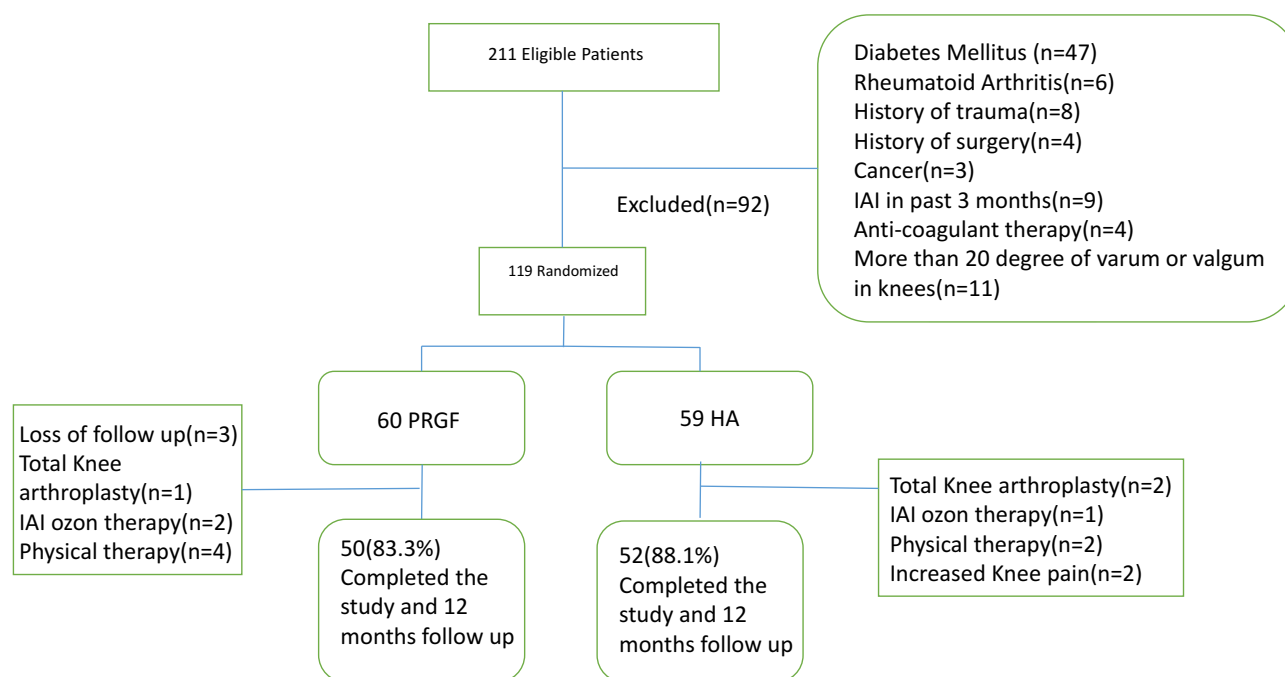 211 Eligible Patients
Diabetes Mellitus (n=47)
Rheumatoid Arthritis(n=6)
History of trauma(n=8)
History of surgery(n=4)
Cancer(n=3)
IAI in past 3 months(n=9)
Anti-coagulant therapy(n=4)
More than 20 degree of varum or valgum
in knees(n=11)
Excluded(n=92)
119 Randomized
60 PRGF
59 HA
Loss of follow up(n=3)
Total Knee
arthroplasty(n=1)
IAI ozon therapy(n=2)
Physical therapy(n=4)
Total Knee arthroplasty(n=2)
IAI ozon therapy(n=1)
Physical therapy(n=2)
Increased Knee pain(n=2)
50(83.3%)
Completed the
study and 12
months follow up
52(88.1%)
Completed the
study and 12
months follow up